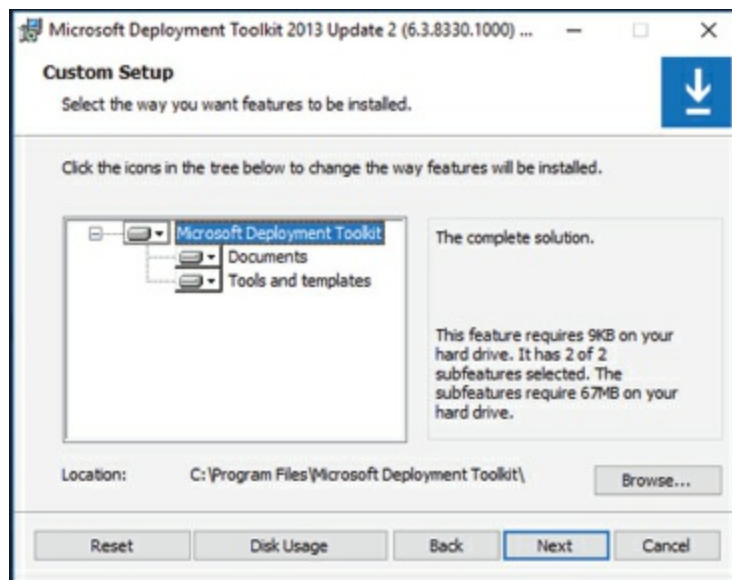 Microsoft Deployment Toolkit 2013 Update 2 (6.3.8330.1000) ...
Custom Setup
Select the way you want features to be installed.
Click the icons in the tree below to change the way features will be installed.
Microsoft Deployment Toolkit
Documents
Tools and templates
The complete solution.
This feature requires 9KB on your
hard drive. It has 2 of 2
subfeatures selected. The
subfeatures require 67MB on your
hard drive.
Location: C:\Program Files\Microsoft Deployment Toolkit\
Browse...
Reset Disk Usage Back Next Cancel